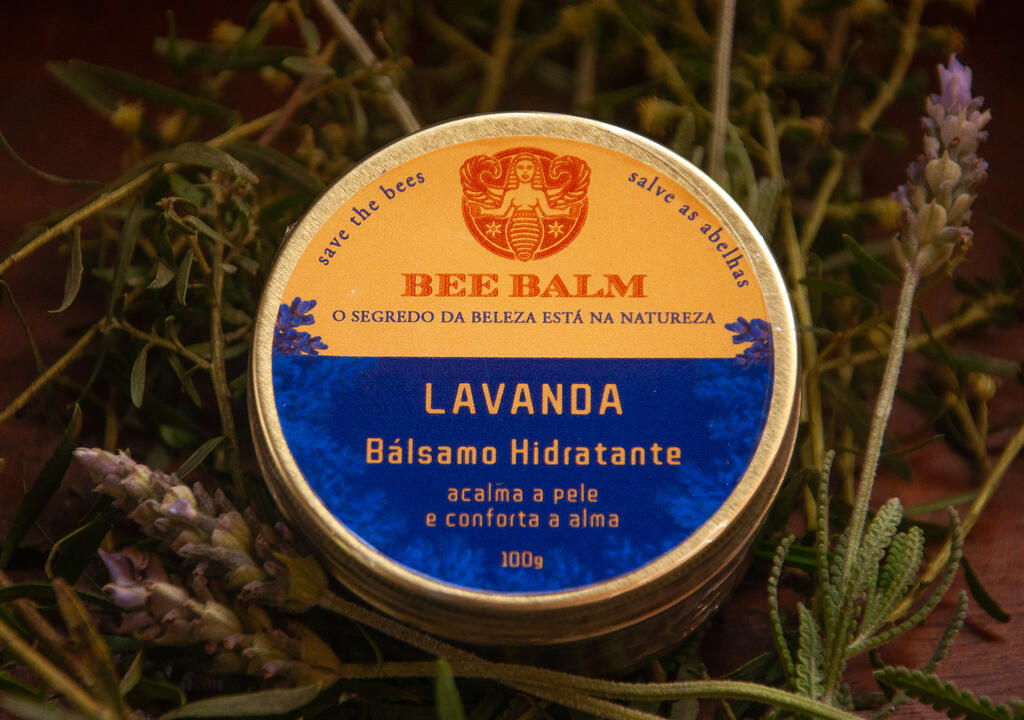 save the bees
salve as abelhas
BEE BALM
O SEGREDO DA BELEZA ESTÁ NA NATUREZA
LAVANDA
Bálsamo Hidratante
acalma a pele
e conforta a alma
100g